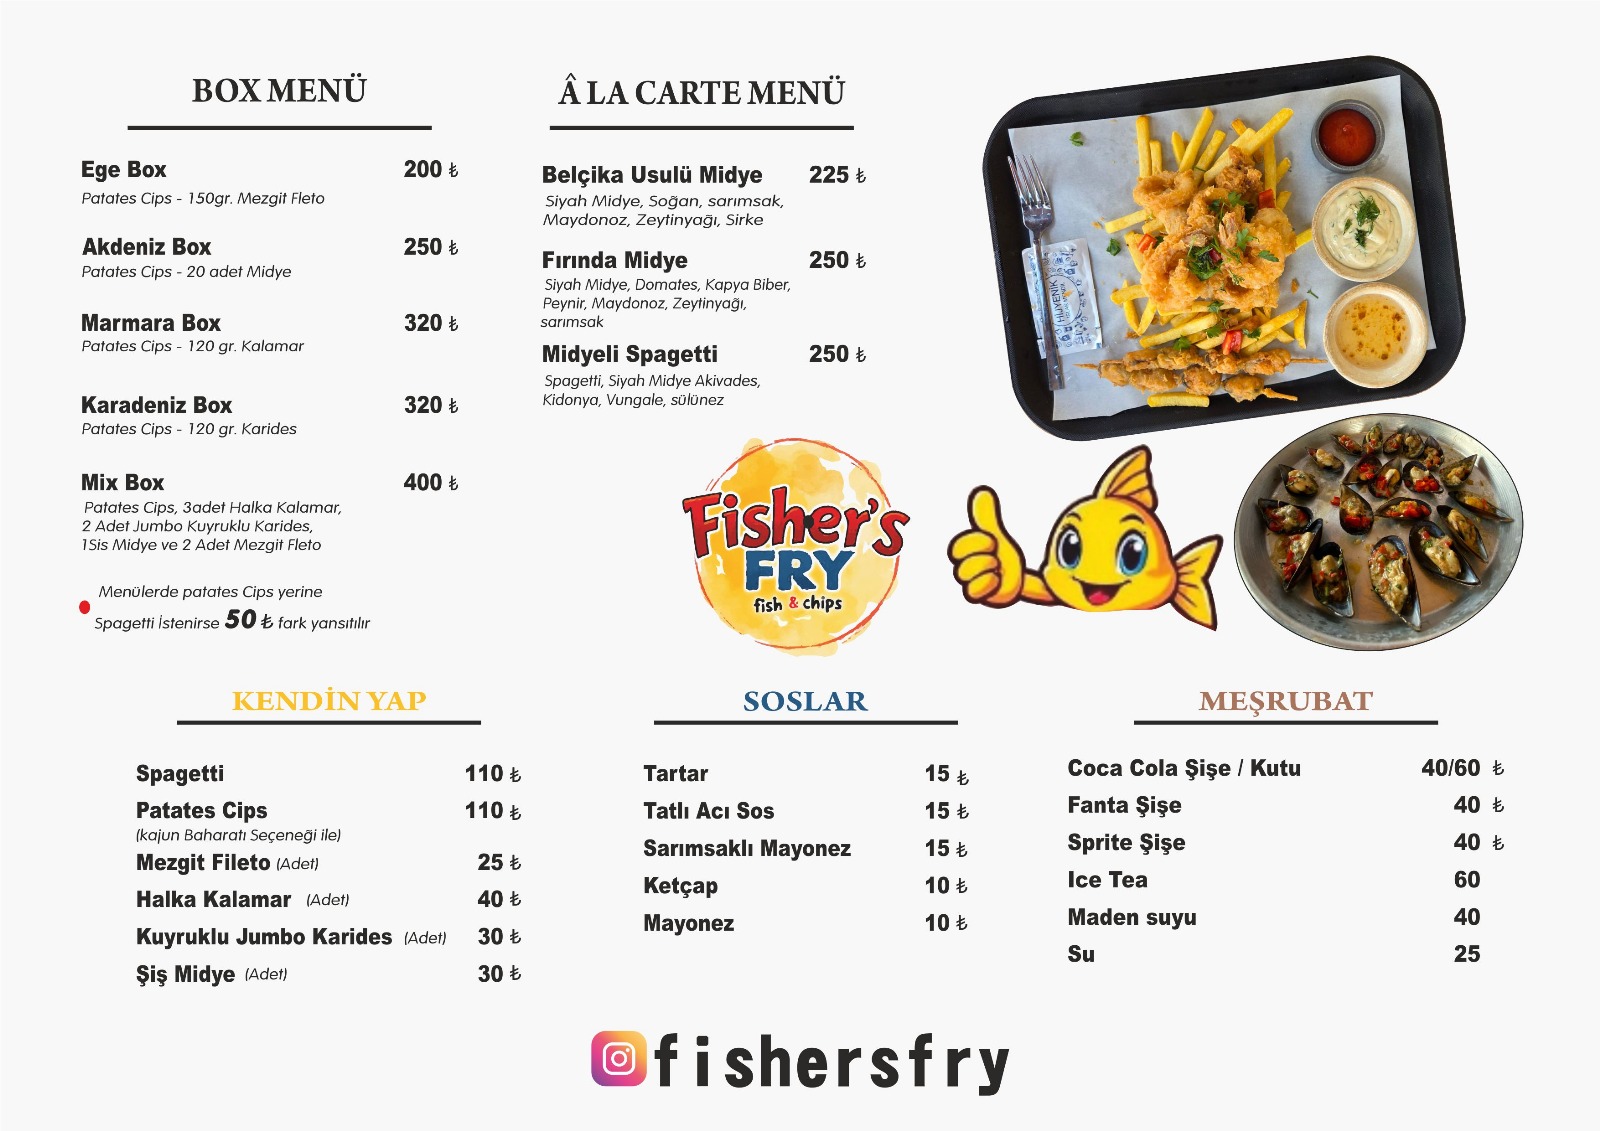 BOX MENÜ
Ege Box 200 ₺
Patates Cips - 150gr. Mezgit Fleto
Akdeniz Box 250 ₺
Patates Cips - 20 adet Midye
Marmara Box 320 ₺
Patates Cips - 120 gr. Kalamar
Karadeniz Box 320 ₺
Patates Cips - 120 gr. Karides
Mix Box 400 ₺
Patates Cips, 3adet Halka Kalamar,
2 Adet Jumbo Kuyruklu Karides,
1Sis Midye ve 2 Adet Mezgit Fleto
Menülerde patates Cips yerine
Spagetti İstenirse 50 ₺ fark yansıtılır
Â LA CARTE MENÜ
Belçika Usulü Midye 225 ₺
Siyah Midye, Soğan, sarımsak,
Maydonoz, Zeytinyağı, Sirke
Fırında Midye 250 ₺
Siyah Midye, Domates, Kapya Biber,
Peynir, Maydonoz, Zeytinyağı,
sarımsak
Midyeli Spagetti 250 ₺
Spagetti, Siyah Midye Akivades,
Kidonya, Vungale, sülünez
Fisher's
FRY
fish & chips
KENDİN YAP
Spagetti 110 ₺
Patates Cips 110 ₺
(kajun Baharatı Seçeneği ile)
Mezgit Fileto (Adet) 25 ₺
Halka Kalamar (Adet) 40 ₺
Kuyruklu Jumbo Karides (Adet) 30 ₺
Şiş Midye (Adet) 30 ₺
SOSLAR
Tartar 15 ₺
Tatlı Acı Sos 15 ₺
Sarımsaklı Mayonez 15 ₺
Ketçap 10 ₺
Mayonez 10 ₺
MEŞRUBAT
Coca Cola Şişe / Kutu 40/60 ₺
Fanta Şişe 40 ₺
Sprite Şişe 40 ₺
Ice Tea 60
Maden suyu 40
Su 25
fishersfry